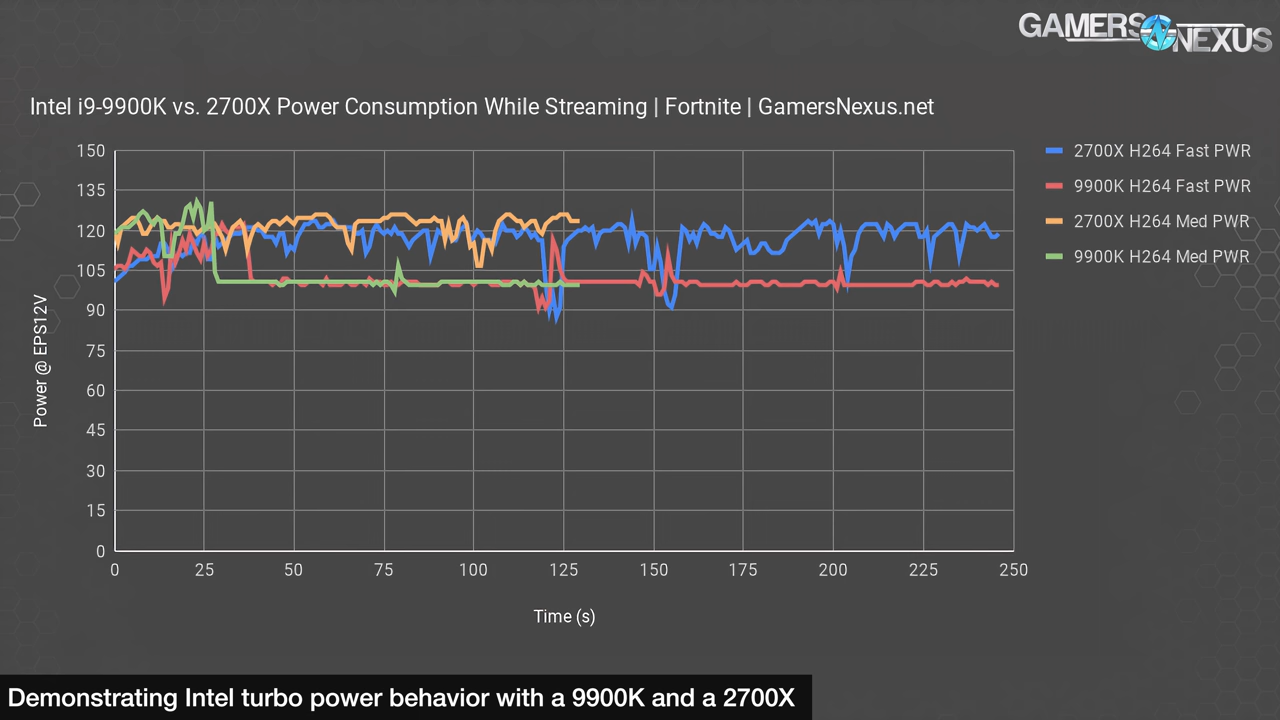 GAMERS NEXUS
Intel i9-9900K vs. 2700X Power Consumption While Streaming | Fortnite | GamersNexus.net
2700X H264 Fast PWR
9900K H264 Fast PWR
2700X H264 Med PWR
9900K H264 Med PWR
Power @ EPS12V
150
135
120
105
90
75
60
45
30
15
0
0 25 50 75 100 125 150 175 200 225 250
Time (s)
Demonstrating Intel turbo power behavior with a 9900K and a 2700X